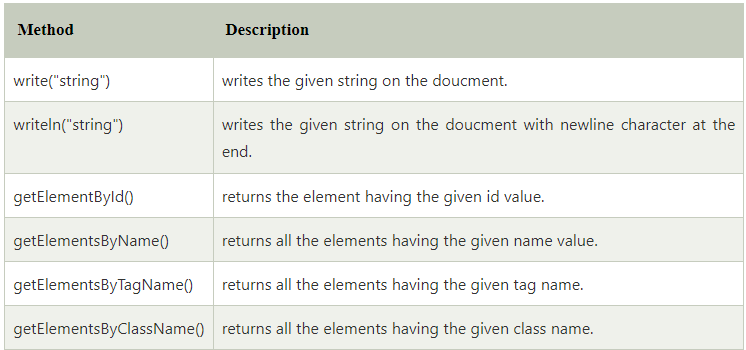 Method Description
write("string") writes the given string on the doucment.
writeln("string") writes the given string on the doucment with newline character at the
end.
getElementById() returns the element having the given id value.
getElementsByName() returns all the elements having the given name value.
getElementsByTagName() returns all the elements having the given tag name.
getElementsByClassName() returns all the elements having the given class name.